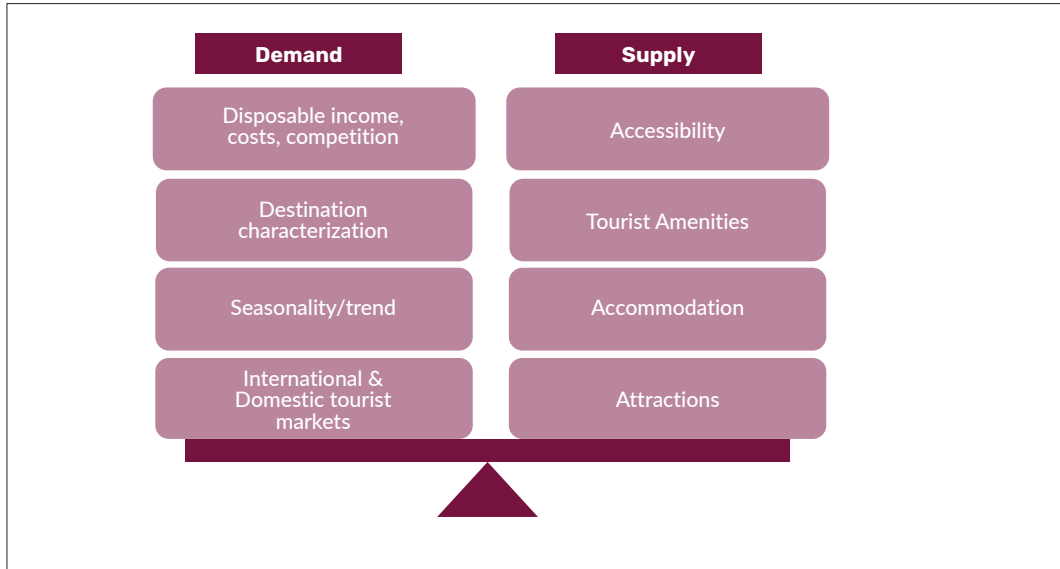 Demand
Disposable income,
costs, competition
Destination
characterization
Seasonality/trend
International &
Domestic tourist
markets
Supply
Accessibility
Tourist Amenities
Accommodation
Attractions